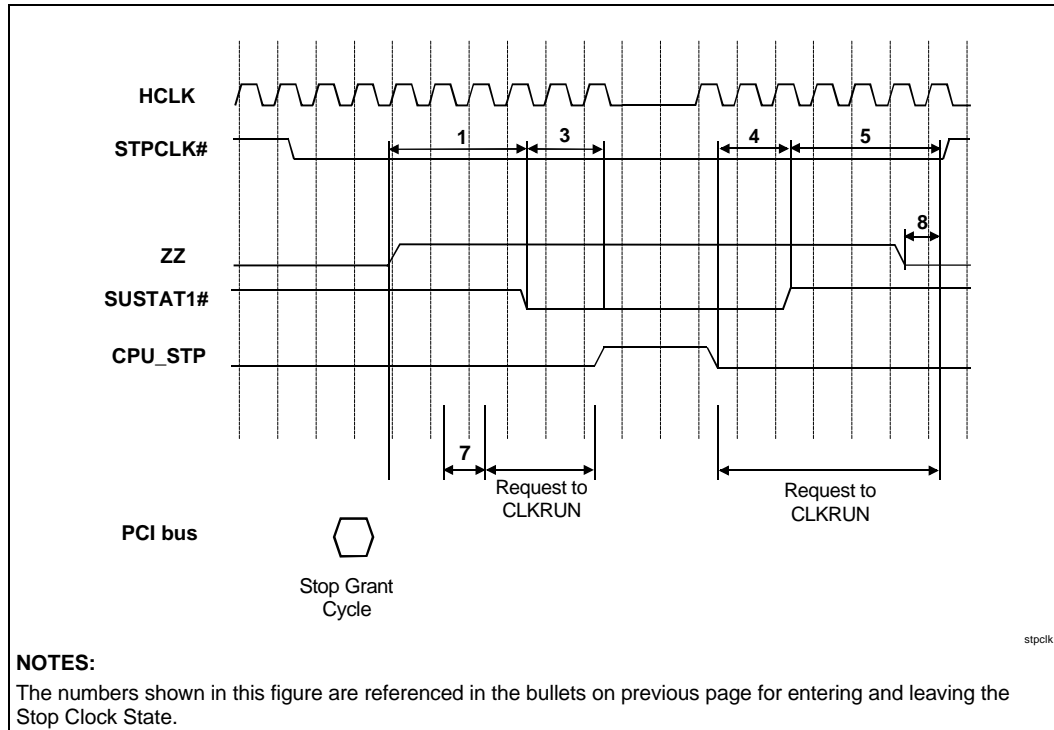 HCLK
STPCLK#
1
3
4
5
8
ZZ
SUSTAT1#
CPU_STP
7
Request to
CLKRUN
Request to
CLKRUN
PCI bus
Stop Grant
Cycle
stpclk
NOTES:
The numbers shown in this figure are referenced in the bullets on previous page for entering and leaving the
Stop Clock State.